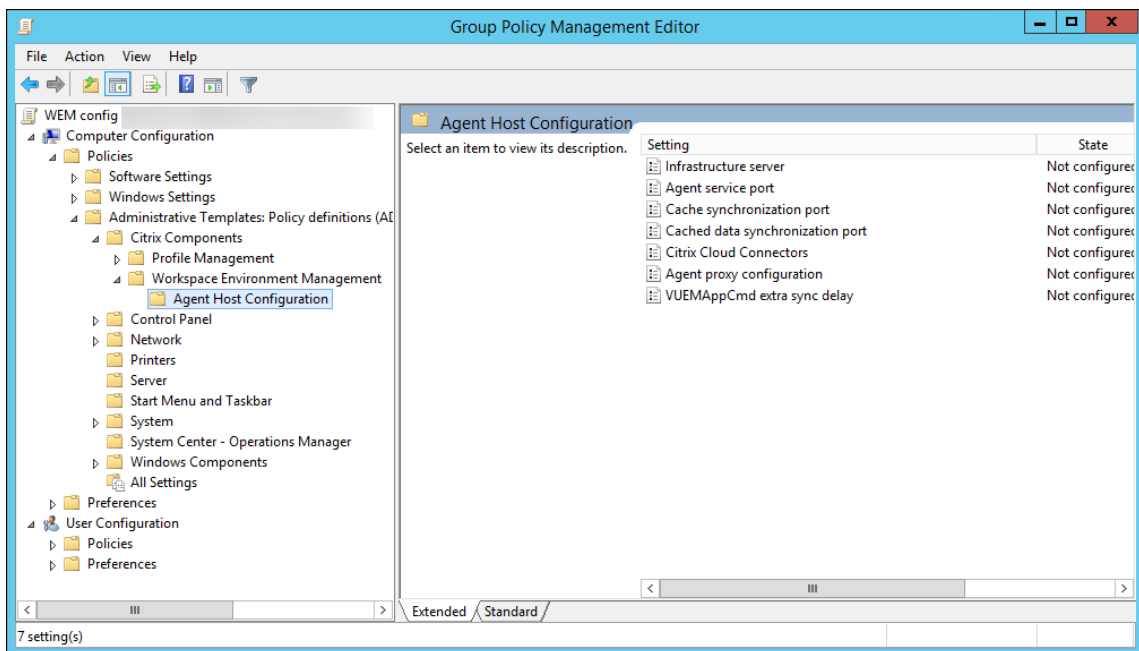 Group Policy Management Editor
File Action View Help
WEM config
Computer Configuration
Policies
Software Settings
Windows Settings
Administrative Templates: Policy definitions (AD
Citrix Components
Profile Management
Workspace Environment Management
Agent Host Configuration
Control Panel
Network
Printers
Server
Start Menu and Taskbar
System
System Center - Operations Manager
Windows Components
All Settings
Preferences
User Configuration
Policies
Preferences
Agent Host Configuration
Select an item to view its description.
Setting State
Infrastructure server Not configured
Agent service port Not configured
Cache synchronization port Not configured
Cached data synchronization port Not configured
Citrix Cloud Connectors Not configured
Agent proxy configuration Not configured
VUEMAppCmd extra sync delay Not configured
Extended Standard
7 setting(s)